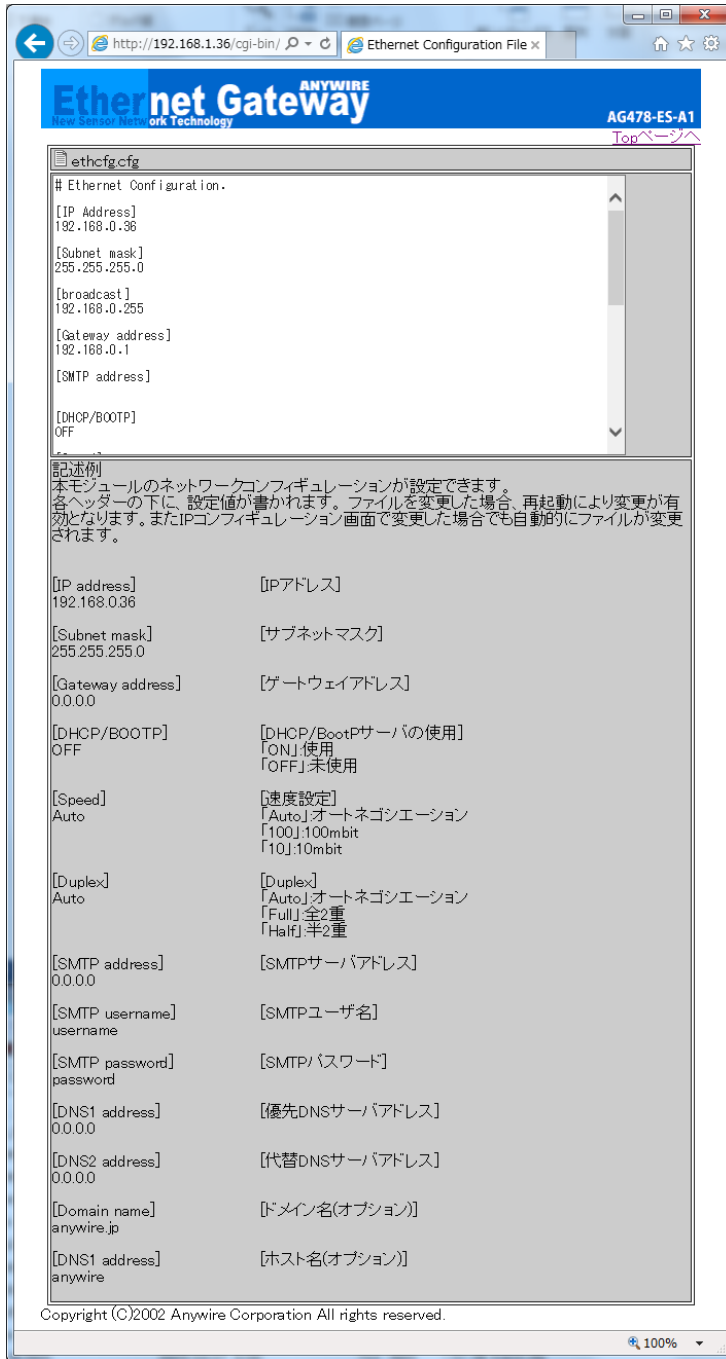 http://192.168.1.36/cgi-bin/
Ethernet Configuration File
ANYWIRE
Ethernet Gateway
New Sensor Network Technology
AG478-ES-A1
Topページへ
ethcfg.cfg
# Ethernet Configuration.
[IP Address]
192.168.0.36
[Subnet mask]
255.255.255.0
[broadcast]
192.168.0.255
[Gateway address]
192.168.0.1
[SMTP address]
[DHCP/BOOTP]
OFF
記述例
本モジュールのネットワークコンフィギュレーションが設定できます。
各ヘッダーの下に、設定値が書かれます。ファイルを変更した場合、再起動により変更が有
効となります。またIPコンフィギュレーション画面で変更した場合でも自動的にファイルが変更
されます。
[IP address] [IPアドレス]
192.168.0.36
[Subnet mask] [サブネットマスク]
255.255.255.0
[Gateway address] [ゲートウェイアドレス]
0.0.0.0
[DHCP/BOOTP] [DHCP/BootPサーバの使用]
OFF 「ON」:使用
「OFF」:未使用
[Speed] [速度設定]
Auto 「Auto」:オートネゴシエーション
「100」:100mbit
「10」:10mbit
[Duplex] [Duplex]
Auto 「Auto」:オートネゴシエーション
「Full」:全2重
「Half」:半2重
[SMTP address] [SMTPサーバアドレス]
0.0.0.0
[SMTP username] [SMTPユーザ名]
username
[SMTP password] [SMTPパスワード]
password
[DNS1 address] [優先DNSサーバアドレス]
0.0.0.0
[DNS2 address] [代替DNSサーバアドレス]
0.0.0.0
[Domain name] [ドメイン名(オプション)]
anywire.jp
[DNS1 address] [ホスト名(オプション)]
anywire
Copyright (C)2002 Anywire Corporation All rights reserved.
100%